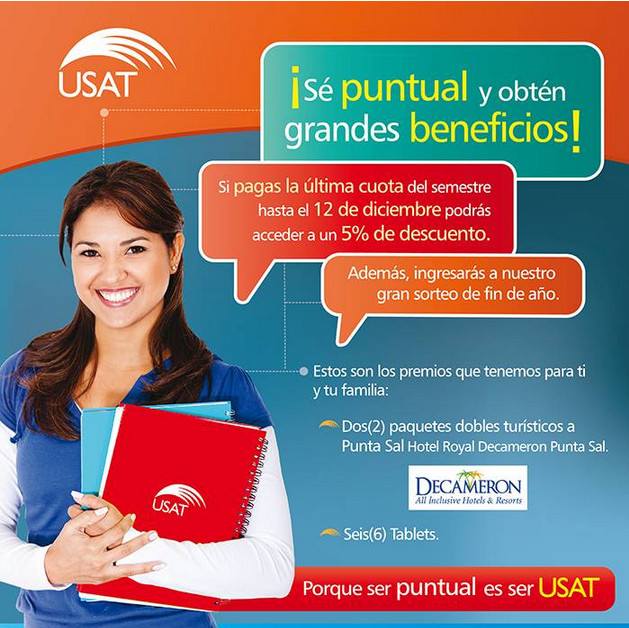 USAT
¡Sé puntual y obtén
grandes beneficios!
Si pagas la última cuota del semestre
hasta el 12 de diciembre podrás
acceder a un 5% de descuento.
Además, ingresarás a nuestro
gran sorteo de fin de año.
Estos son los premios que tenemos para ti
y tu familia:
Dos(2) paquetes dobles turísticos a
Punta Sal Hotel Royal Decameron Punta Sal.
DECAMERON
All Inclusive Hotels & Resorts
Seis(6) Tablets.
USAT
Porque ser puntual es ser USAT